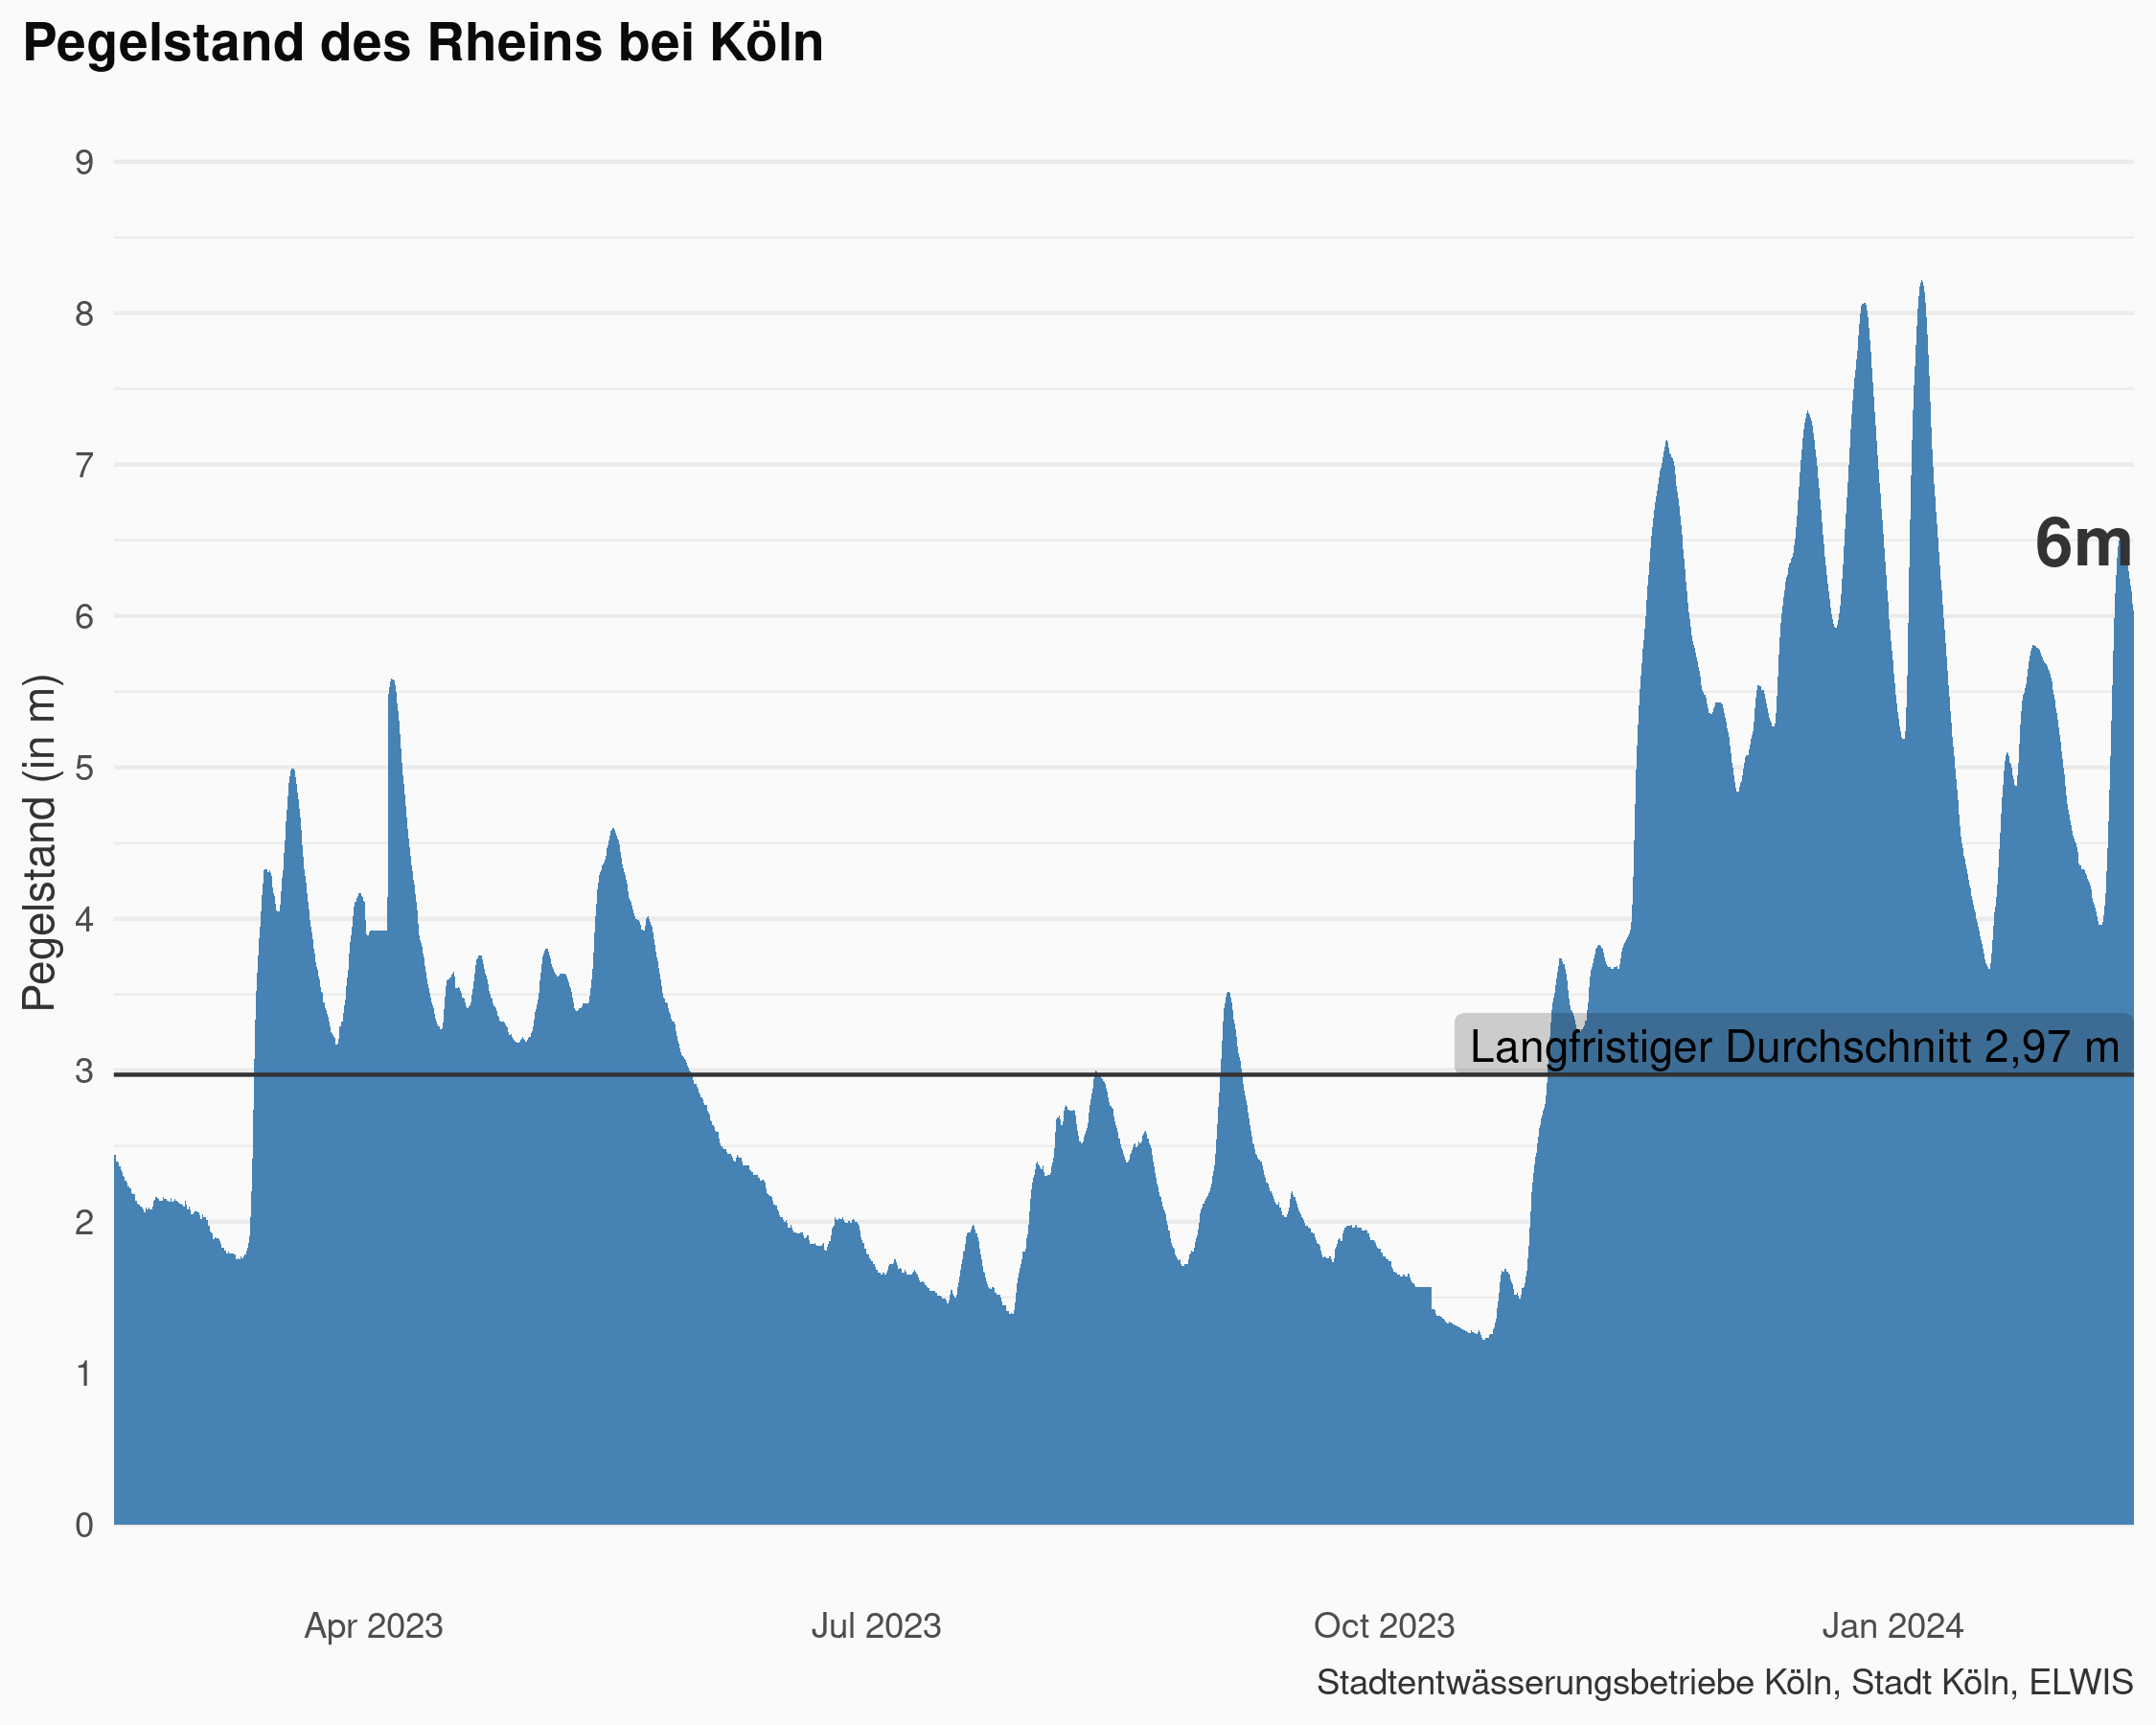 Pegelstand des Rheins bei Köln
Pegelstand (in m)
9
8
7
6
5
4
3
2
1
0
6m
Langfristiger Durchschnitt 2,97 m
Apr 2023
Jul 2023
Oct 2023
Jan 2024
Stadtentwässerungsbetriebe Köln, Stadt Köln, ELWIS